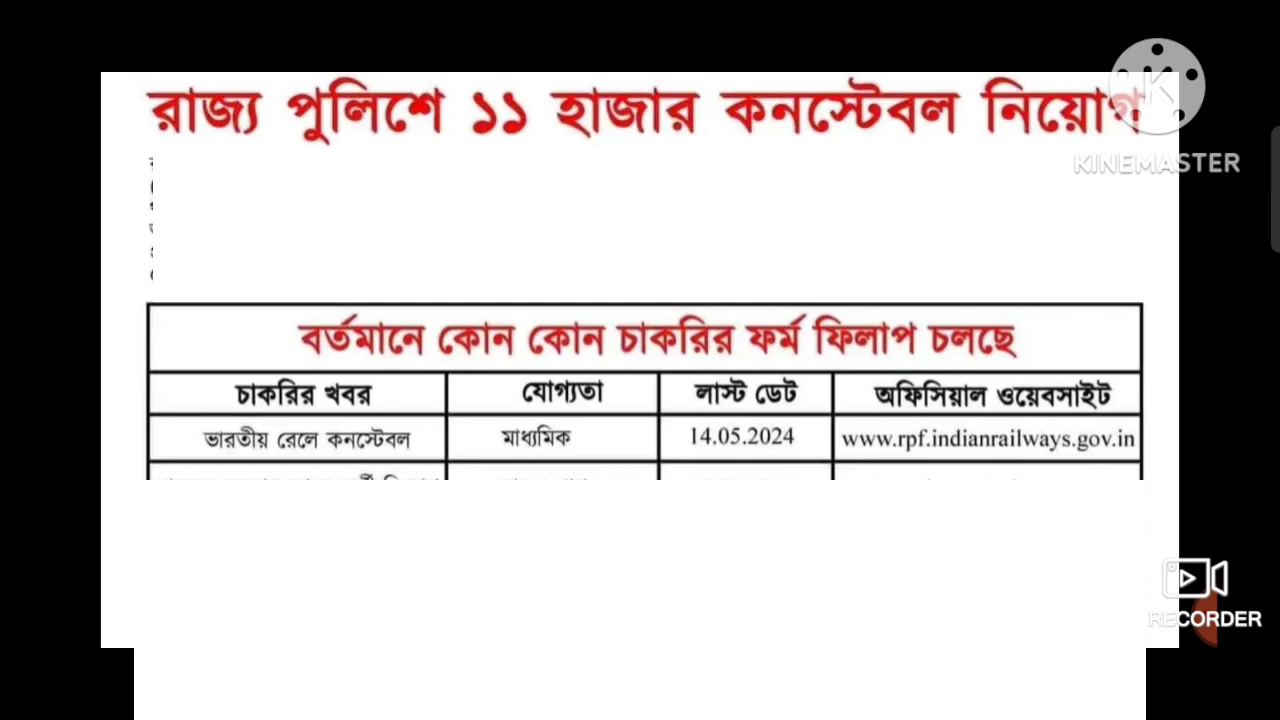 রাজ্য পুলিশে ১১ হাজার কনস্টেবল নিয়োগ
KINEMASTER
বর্তমানে কোন কোন চাকরির ফর্ম ফিলাপ চলছে
চাকরির খবর যোগ্যতা লাস্ট ডেট অফিসিয়াল ওয়েবসাইট
ভারতীয় রেলে কনস্টেবল মাধ্যমিক 14.05.2024 www.rpf.indianrailways.gov.in
RECORDER